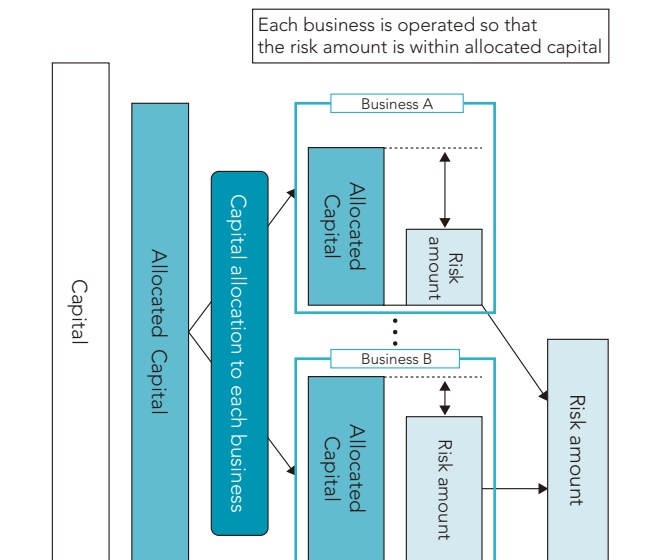 Each business is operated so that
the risk amount is within allocated capital
Capital
Allocated Capital
Capital allocation to each business
Business A
Allocated
Capital
Risk
amount
Business B
Allocated
Capital
Risk amount
Risk amount